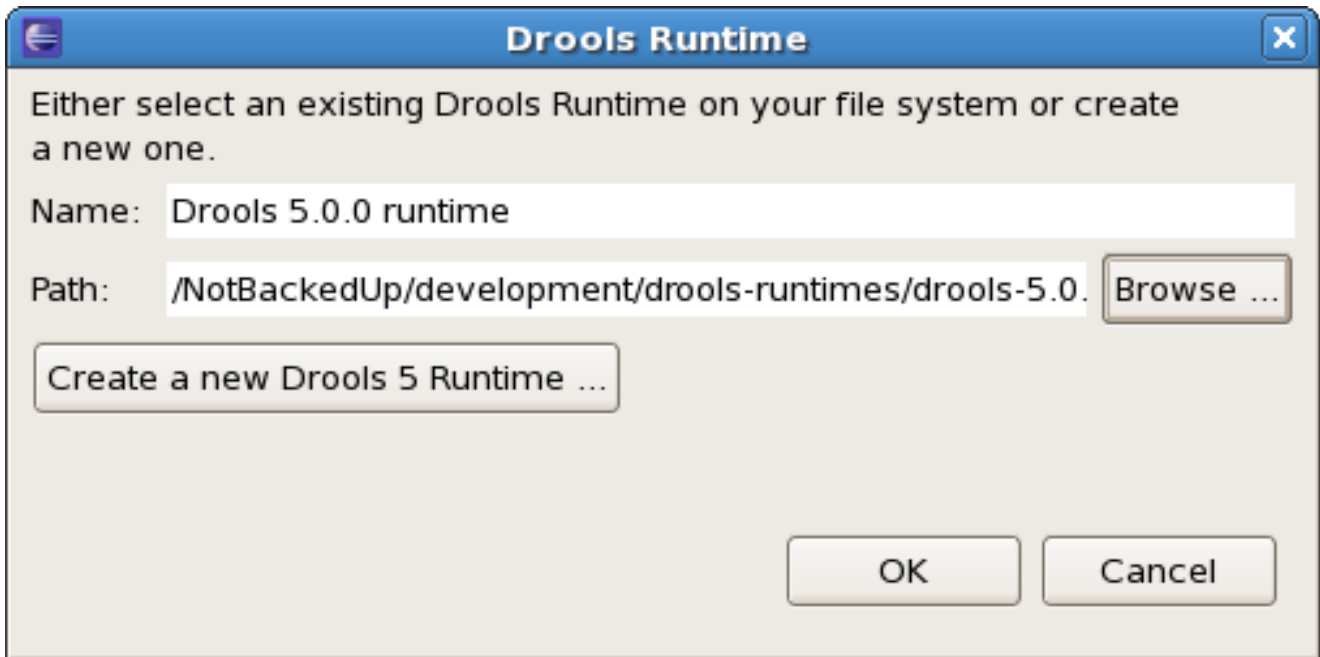 Drools Runtime
Either select an existing Drools Runtime on your file system or create
a new one.
Name: Drools 5.0.0 runtime
Path: /NotBackedUp/development/drools-runtimes/drools-5.0. Browse ...
Create a new Drools 5 Runtime ...
OK Cancel